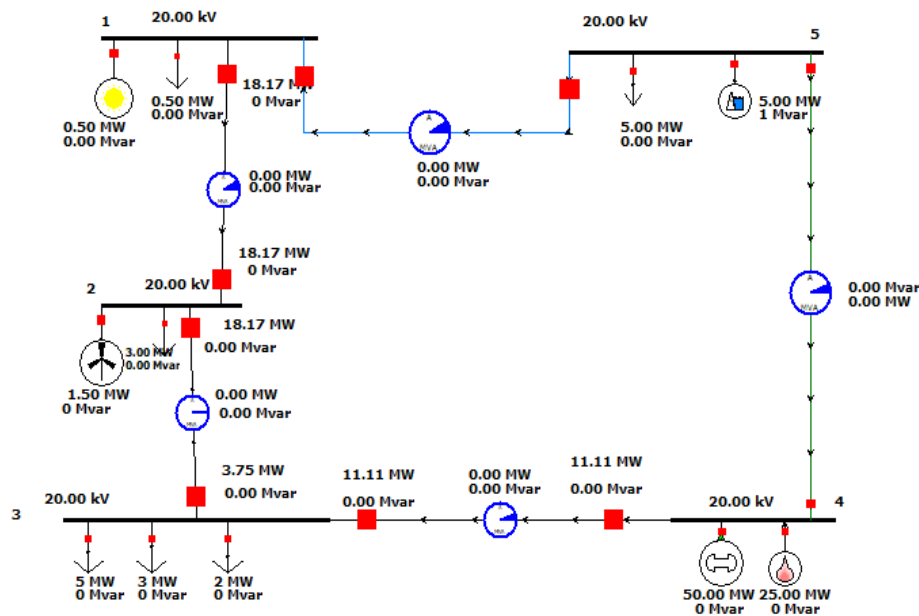 1
20.00 kV
0.50 MW
0.00 Mvar
0.50 MW
0.00 Mvar
18.17 MW
0 Mvar
20.00 kV
5
5.00 MW
0.00 Mvar
5.00 MW
1 Mvar
A
MVA
0.00 MW
0.00 Mvar
0.00 MW
0.00 Mvar
18.17 MW
0 Mvar
2
20.00 kV
18.17 MW
0.00 Mvar
3.00 MW
0.00 Mvar
1.50 MW
0 Mvar
0.00 MW
0.00 Mvar
A
MVA
0.00 Mvar
0.00 MW
3.75 MW
0.00 Mvar
11.11 MW
0.00 Mvar
0.00 MW
0.00 Mvar
11.11 MW
0.00 Mvar
3
20.00 kV
20.00 kV
4
5 MW
0 Mvar
3 MW
0 Mvar
2 MW
0 Mvar
50.00 MW
0 Mvar
25.00 MW
0 Mvar